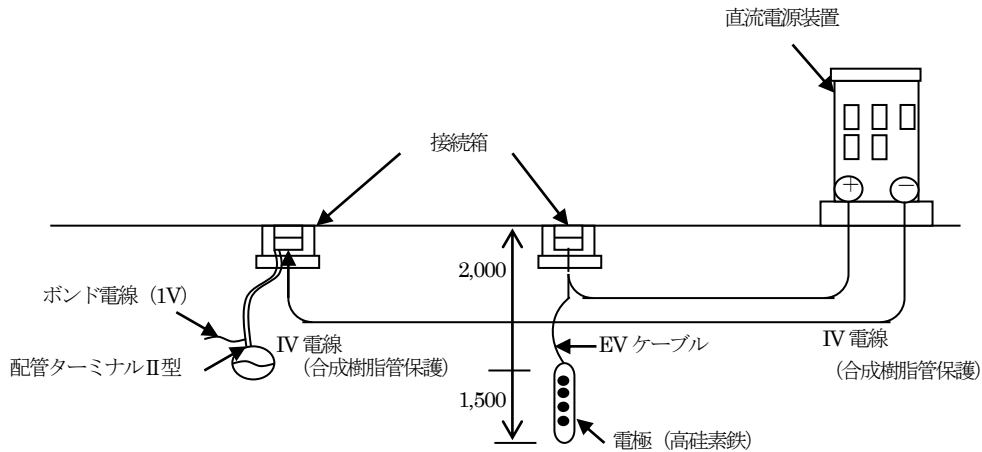 直流電源装置
接続箱
＋
－
2,000
ボンド電線（1V）
IV 電線
（合成樹脂管保護）
EV ケーブル
IV 電線
（合成樹脂管保護）
配管ターミナルⅡ型
1,500
電極（高硅素鉄）